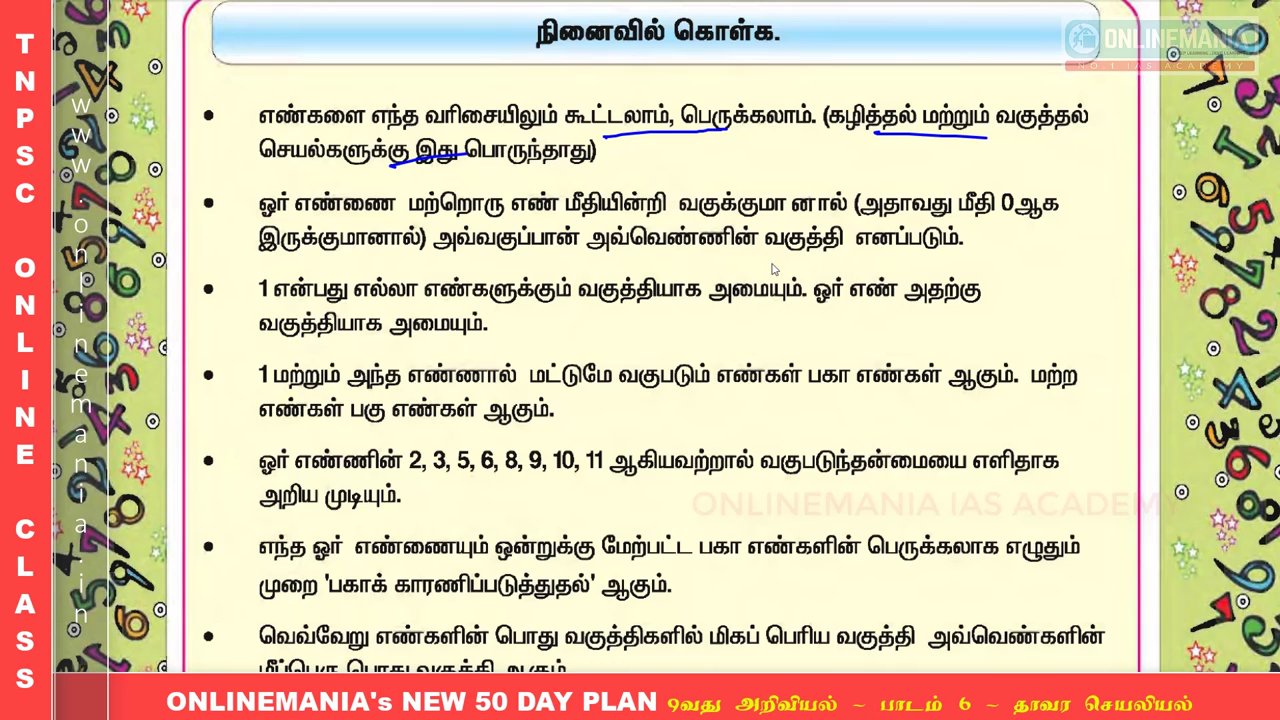 நினைவில் கொள்க.
ONLINEMANIA
NO.1 IAS ACADEMY
• எண்களை எந்த வரிசையிலும் கூட்டலாம், பெருக்கலாம். (கழித்தல் மற்றும் வகுத்தல்
செயல்களுக்கு இது பொருந்தாது)
• ஓர் எண்ணை மற்றொரு எண் மீதியின்றி வகுக்குமா னால் (அதாவது மீதி 0ஆக
இருக்குமானால்) அவ்வகுப்பான் அவ்வெண்ணின் வகுத்தி எனப்படும்.
• 1 என்பது எல்லா எண்களுக்கும் வகுத்தியாக அமையும். ஓர் எண் அதற்கு
வகுத்தியாக அமையும்.
• 1 மற்றும் அந்த எண்ணால் மட்டுமே வகுபடும் எண்கள் பகா எண்கள் ஆகும். மற்ற
எண்கள் பகு எண்கள் ஆகும்.
• ஓர் எண்ணின் 2, 3, 5, 6, 8, 9, 10, 11 ஆகியவற்றால் வகுபடுந்தன்மையை எளிதாக
அறிய முடியும்.
ONLINEMANIA IAS ACADEMY
• எந்த ஓர் எண்ணையும் ஒன்றுக்கு மேற்பட்ட பகா எண்களின் பெருக்கலாக எழுதும்
முறை 'பகாக் காரணிப்படுத்துதல்' ஆகும்.
• வெவ்வேறு எண்களின் பொது வகுத்திகளில் மிகப் பெரிய வகுத்தி அவ்வெண்களின்
TNPSC ONLINE CLASS
www.onlinemania.in
ONLINEMANIA's NEW 50 DAY PLAN 9வது அறிவியல் ~ பாடம் 6 ~ தாவர செயலியல்